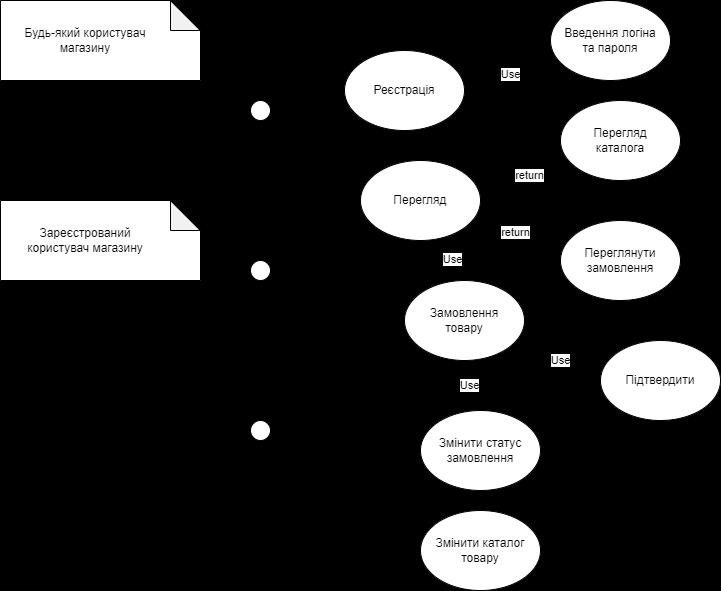 Будь-який користувач
магазину
Введення логіна
та пароля
Use
Реєстрація
Перегляд
каталога
return
Перегляд
Зареєстрований
користувач магазину
return
Переглянути
замовлення
Use
Замовлення
товару
Use
Підтвердити
Use
Змінити статус
замовлення
Змінити каталог
товару